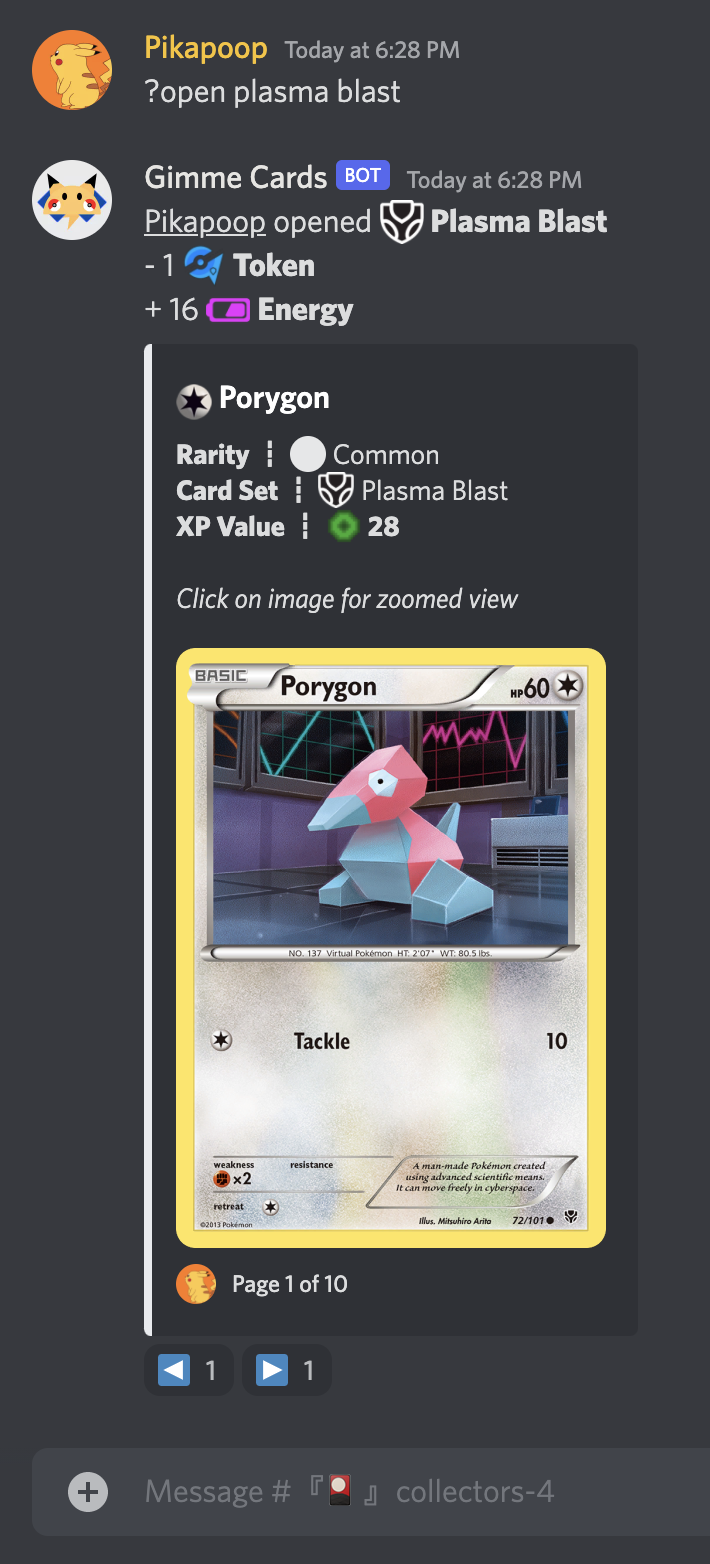 Pikapoop Today at 6:28 PM
?open plasma blast
Gimme Cards BOT Today at 6:28 PM
Pikapoop opened Plasma Blast
- 1 Token
+ 16 Energy
Porygon
Rarity ┋ Common
Card Set ┋ Plasma Blast
XP Value ┋ 28
Click on image for zoomed view
BASIC Porygon HP60
NO. 137 Virtual Pokémon HT: 2'07" WT: 80.5 lbs.
Tackle 10
weakness resistance
×2
A man-made Pokémon created
using advanced scientific means.
It can move freely in cyberspace.
retreat
©2013 Pokémon Illus. Mitsuhiro Arita 72/101
Page 1 of 10
1 1
Message # 『🎴』 collectors-4